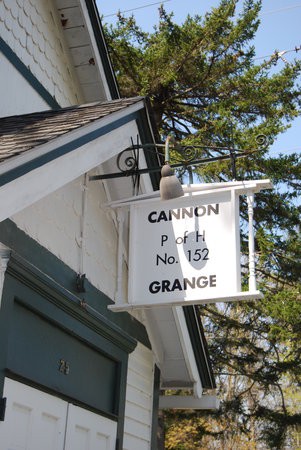 CANNON
P of H
No. 152
GRANGE